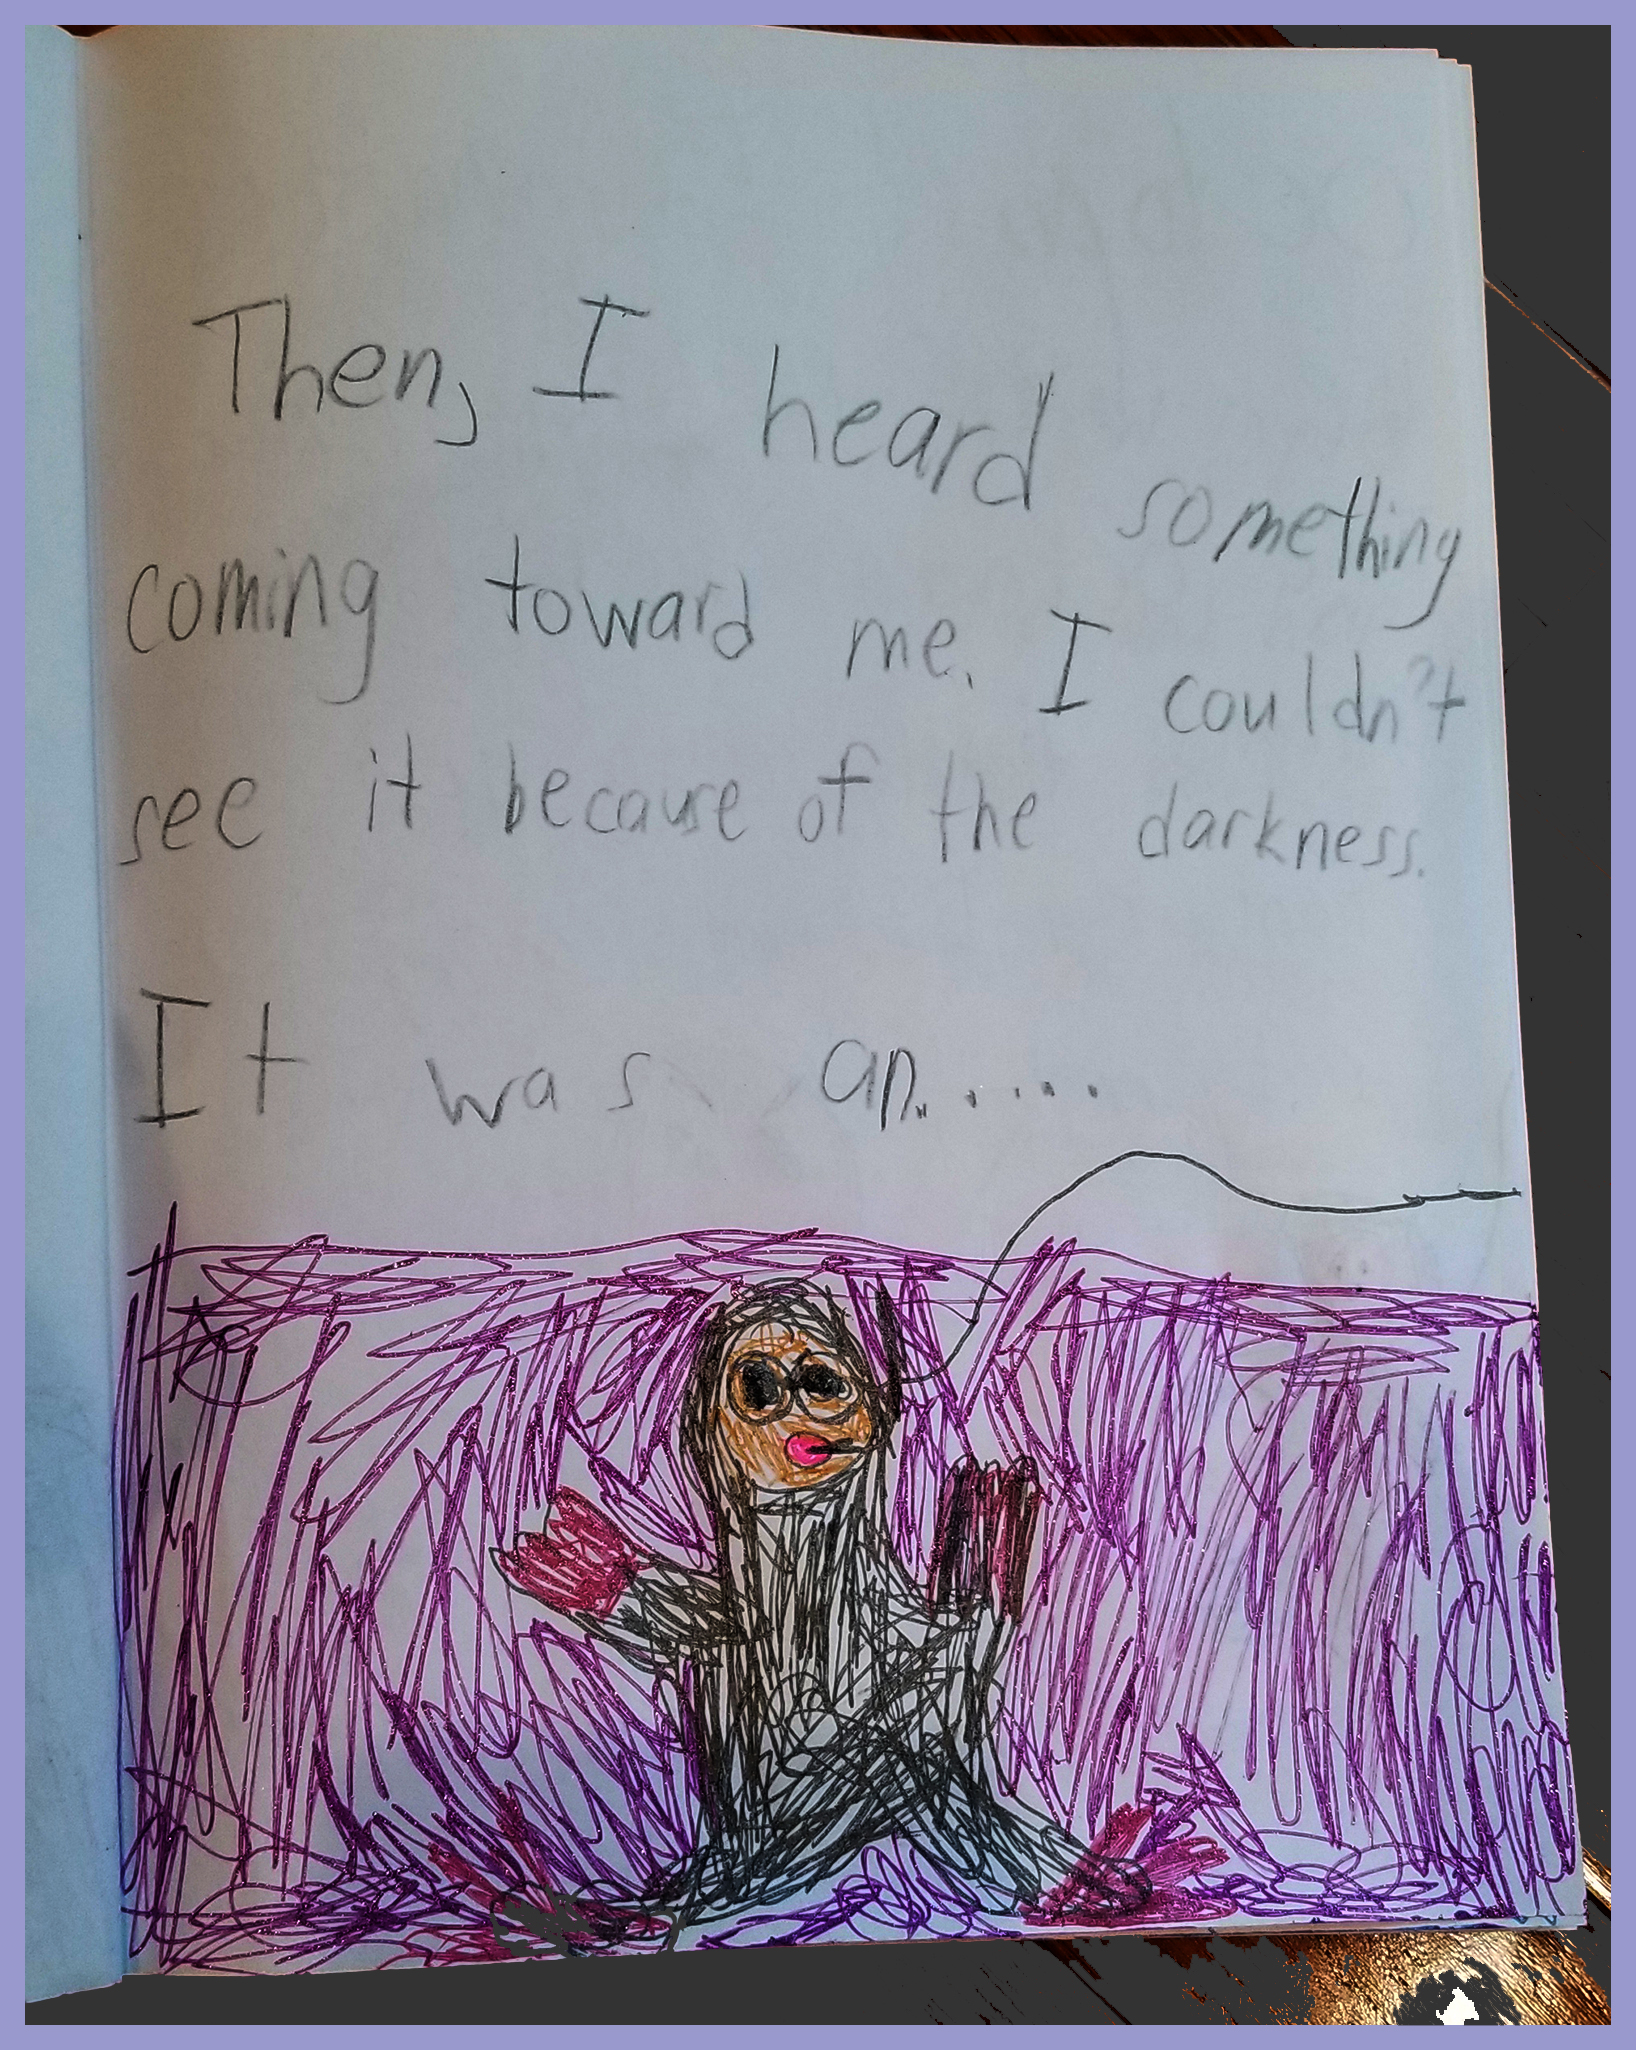 Then, I heard something
coming toward me. I couldn't
see it because of the darkness.
It was an.....